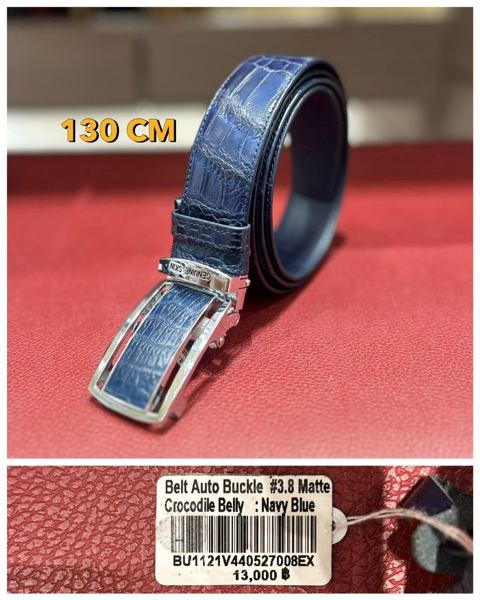 130 CM
GENUINE-SKIN
Belt Auto Buckle #3.8 Matte
Crocodile Belly : Navy Blue
BU1121V440527008EX
13,000 ฿